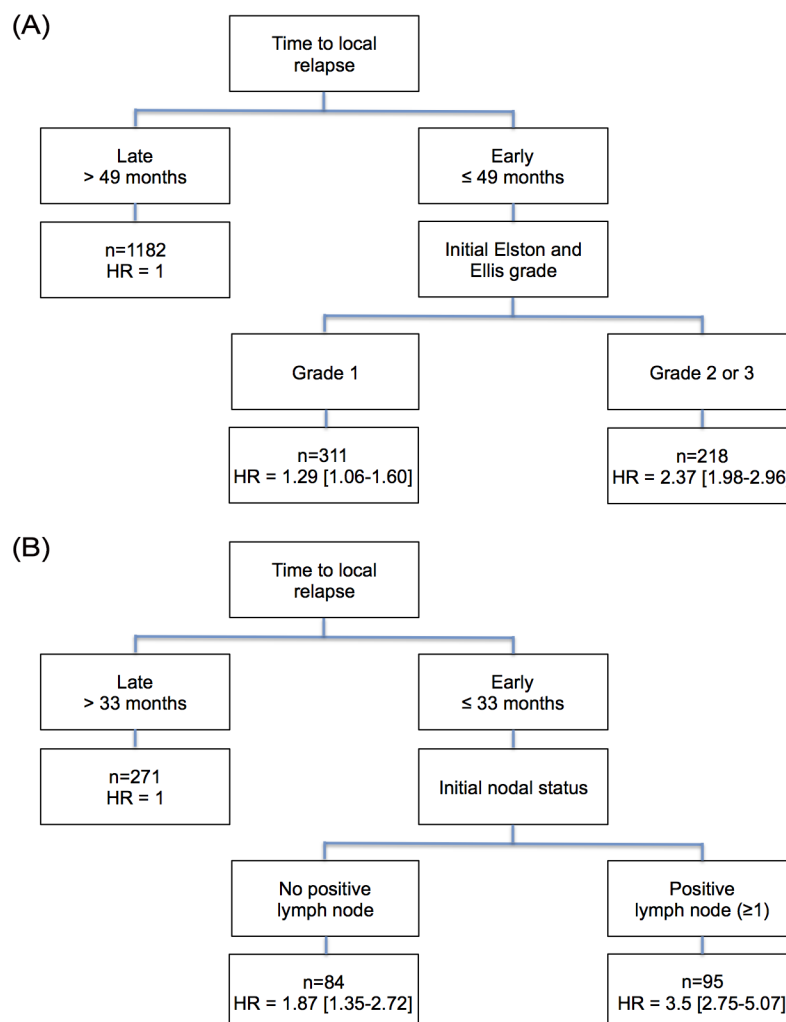 (A)
Time to local
relapse
Late
> 49 months
Early
≤ 49 months
n=1182
HR = 1
Initial Elston and
Ellis grade
Grade 1
Grade 2 or 3
n=311
HR = 1.29 [1.06-1.60]
n=218
HR = 2.37 [1.98-2.96
(B)
Time to local
relapse
Late
> 33 months
Early
≤ 33 months
n=271
HR = 1
Initial nodal status
No positive
lymph node
Positive
lymph node (≥1)
n=84
HR = 1.87 [1.35-2.72]
n=95
HR = 3.5 [2.75-5.07]